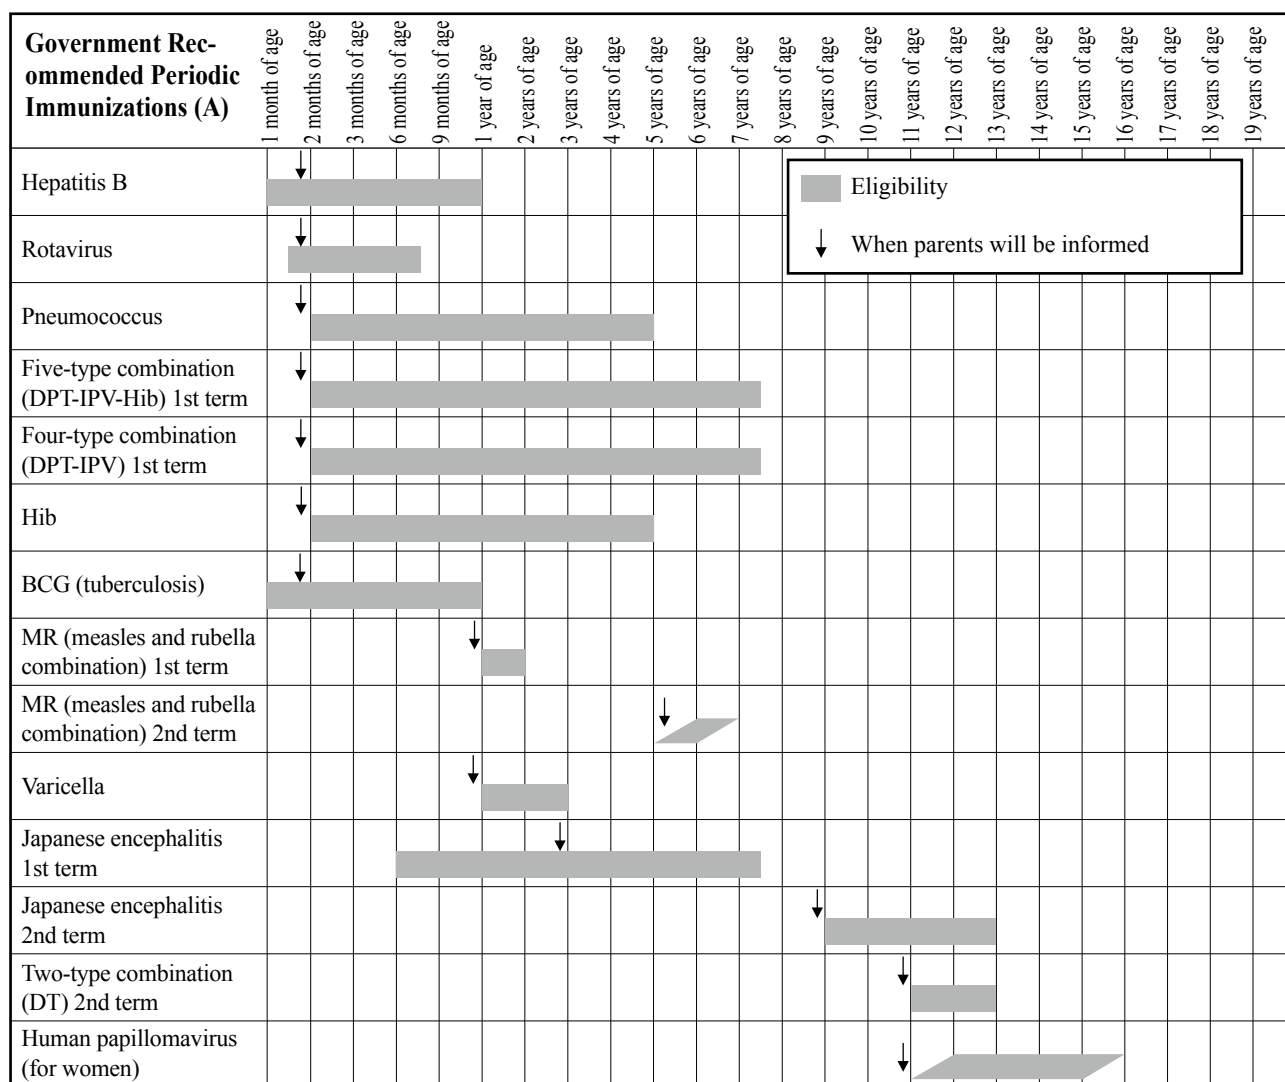 Government Rec-
ommended Periodic
Immunizations (A)
1 month of age
2 months of age
3 months of age
6 months of age
9 months of age
1 year of age
2 years of age
3 years of age
4 years of age
5 years of age
6 years of age
7 years of age
8 years of age
9 years of age
10 years of age
11 years of age
12 years of age
13 years of age
14 years of age
15 years of age
16 years of age
17 years of age
18 years of age
19 years of age
Hepatitis B
Eligibility
When parents will be informed
Rotavirus
Pneumococcus
Five-type combination
(DPT-IPV-Hib) 1st term
Four-type combination
(DPT-IPV) 1st term
Hib
BCG (tuberculosis)
MR (measles and rubella
combination) 1st term
MR (measles and rubella
combination) 2nd term
Varicella
Japanese encephalitis
1st term
Japanese encephalitis
2nd term
Two-type combination
(DT) 2nd term
Human papillomavirus
(for women)